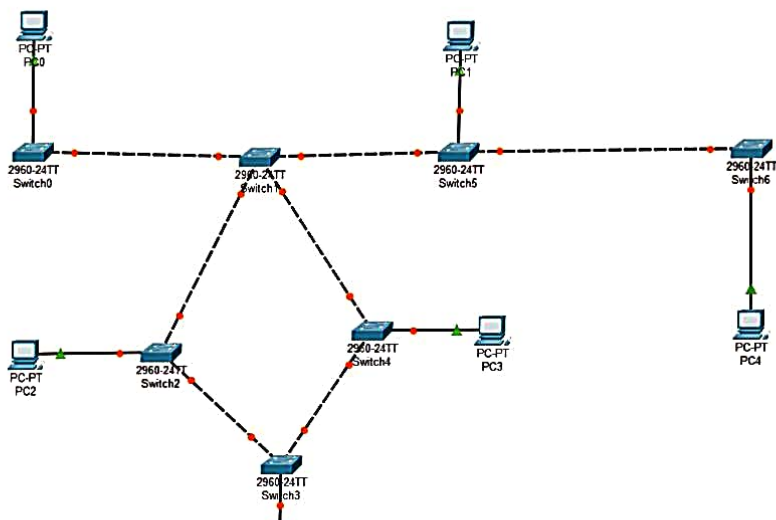 PC-PT
PC0
PC-PT
PC1
2960-24TT
Switch0
2960-24TT
Switch1
2960-24TT
Switch5
2960-24TT
Switch6
PC-PT
PC2
2960-24TT
Switch2
2960-24TT
Switch4
PC-PT
PC3
PC-PT
PC4
2960-24TT
Switch3